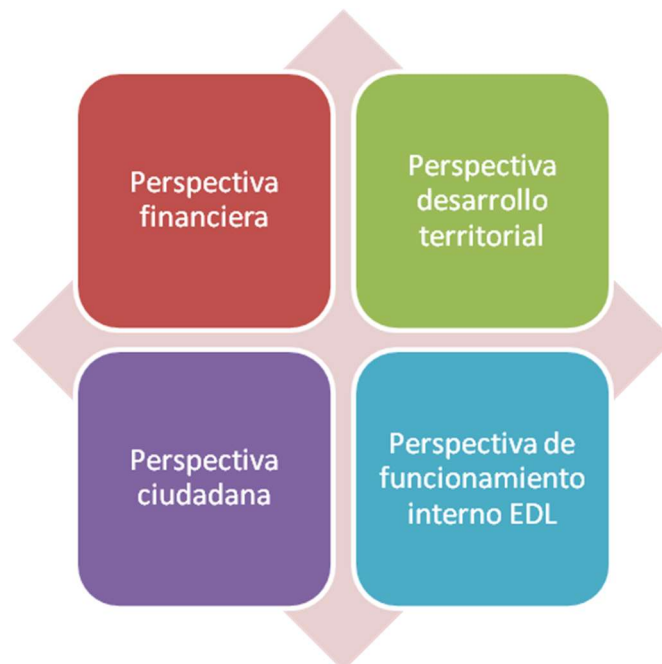 Perspectiva
financiera
Perspectiva
desarrollo
territorial
Perspectiva
ciudadana
Perspectiva de
funcionamiento
interno EDL